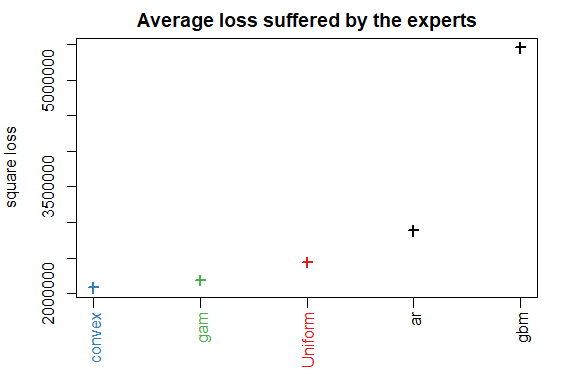 Average loss suffered by the experts
square loss
5000000
3500000
2000000
convex
gam
Uniform
ar
gbm